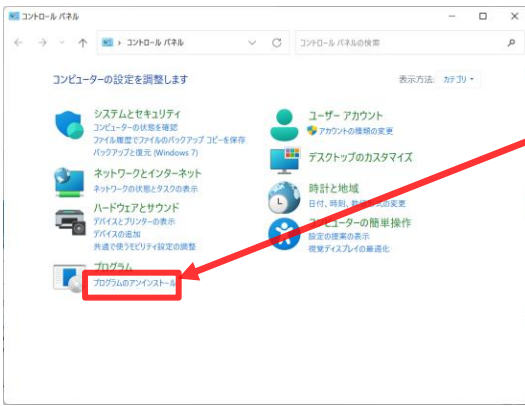 コントロール パネル
コントロール パネル
コントロール パネルの検索
コンピューターの設定を調整します
表示方法: カテゴリ
システムとセキュリティ
コンピューターの状態を確認
ファイル履歴でファイルのバックアップ コピーを保存
バックアップと復元 (Windows 7)
ネットワークとインターネット
ネットワークの状態とタスクの表示
ハードウェアとサウンド
デバイスとプリンターの表示
デバイスの追加
共通で使うモビリティ設定の調整
プログラム
プログラムのアンインストール
ユーザー アカウント
アカウントの種類の変更
デスクトップのカスタマイズ
時計と地域
日付、時刻、数値形式の変更
コンピューターの簡単操作
設定の提案の表示
視覚ディスプレイの最適化